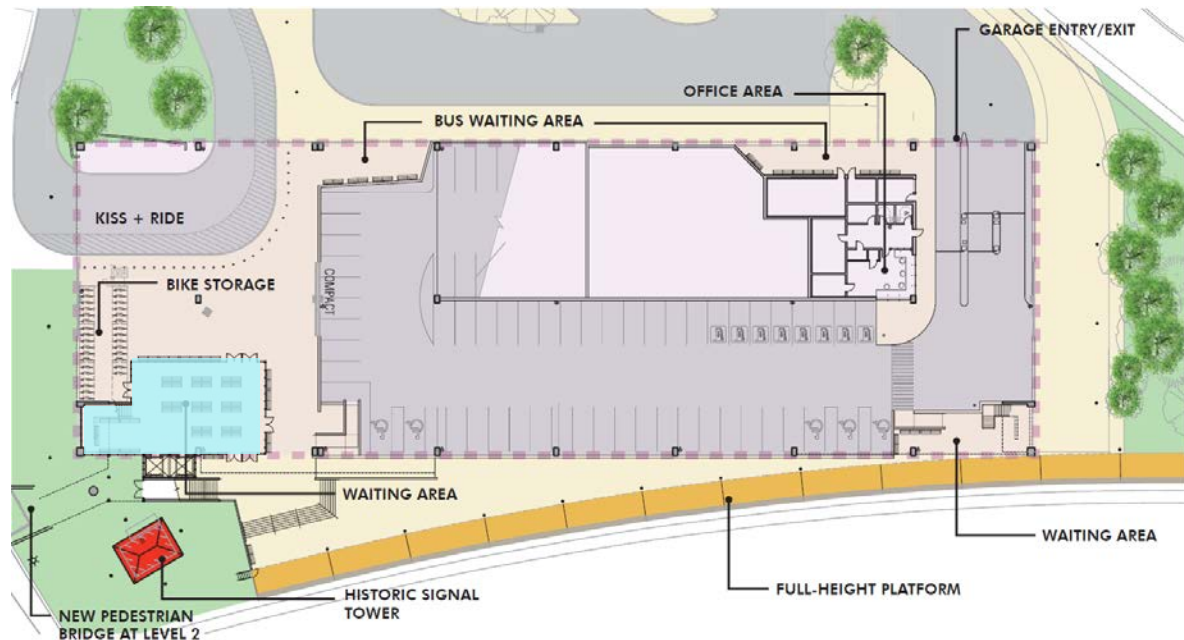 GARAGE ENTRY/EXIT
OFFICE AREA
BUS WAITING AREA
KISS + RIDE
BIKE STORAGE
COMPACT
WAITING AREA
WAITING AREA
FULL-HEIGHT PLATFORM
HISTORIC SIGNAL
TOWER
NEW PEDESTRIAN
BRIDGE AT LEVEL 2